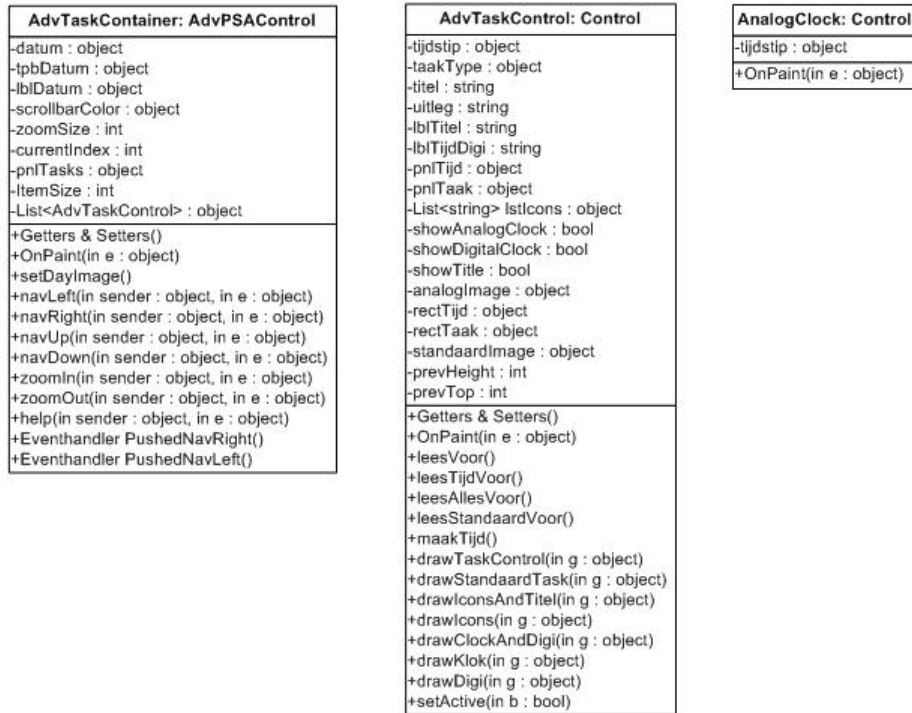 AdvTaskContainer: AdvPSAControl
-datum : object
-tpbDatum : object
-lblDatum : object
-scrollbarColor : object
-zoomSize : int
-currentIndex : int
-pnlTasks : object
-ItemSize : int
-List<AdvTaskControl> : object
+Getters & Setters()
+OnPaint(in e : object)
+setDayImage()
+navLeft(in sender : object, in e : object)
+navRight(in sender : object, in e : object)
+navUp(in sender : object, in e : object)
+navDown(in sender : object, in e : object)
+zoomIn(in sender : object, in e : object)
+zoomOut(in sender : object, in e : object)
+help(in sender : object, in e : object)
+Eventhandler PushedNavRight()
+Eventhandler PushedNavLeft()
AdvTaskControl: Control
-tijdstip : object
-taakType : object
-titel : string
-uitleg : string
-lblTitel : string
-lblTijdDigi : string
-pnlTijd : object
-pnlTaak : object
-List<string> lstIcons : object
-showAnalogClock : bool
-showDigitalClock : bool
-showTitle : bool
-analogImage : object
-rectTijd : object
-rectTaak : object
-standaardImage : object
-prevHeight : int
-prevTop : int
+Getters & Setters()
+OnPaint(in e : object)
+leesVoor()
+leesTijdVoor()
+leesAllesVoor()
+leesStandaardVoor()
+maakTijd()
+drawTaskControl(in g : object)
+drawStandaardTask(in g : object)
+drawIconsAndTitel(in g : object)
+drawIcons(in g : object)
+drawClockAndDigi(in g : object)
+drawKlok(in g : object)
+drawDigi(in g : object)
+setActive(in b : bool)
AnalogClock: Control
-tijdstip : object
+OnPaint(in e : object)